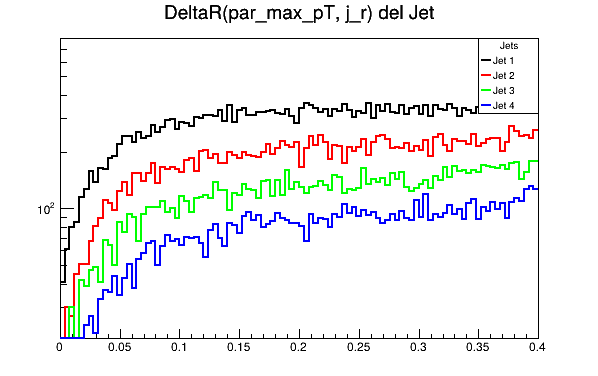 DeltaR(par_max_pT, j_r) del Jet
Jets
Jet 1
Jet 2
Jet 3
Jet 4
10²
0 0.05 0.1 0.15 0.2 0.25 0.3 0.35 0.4